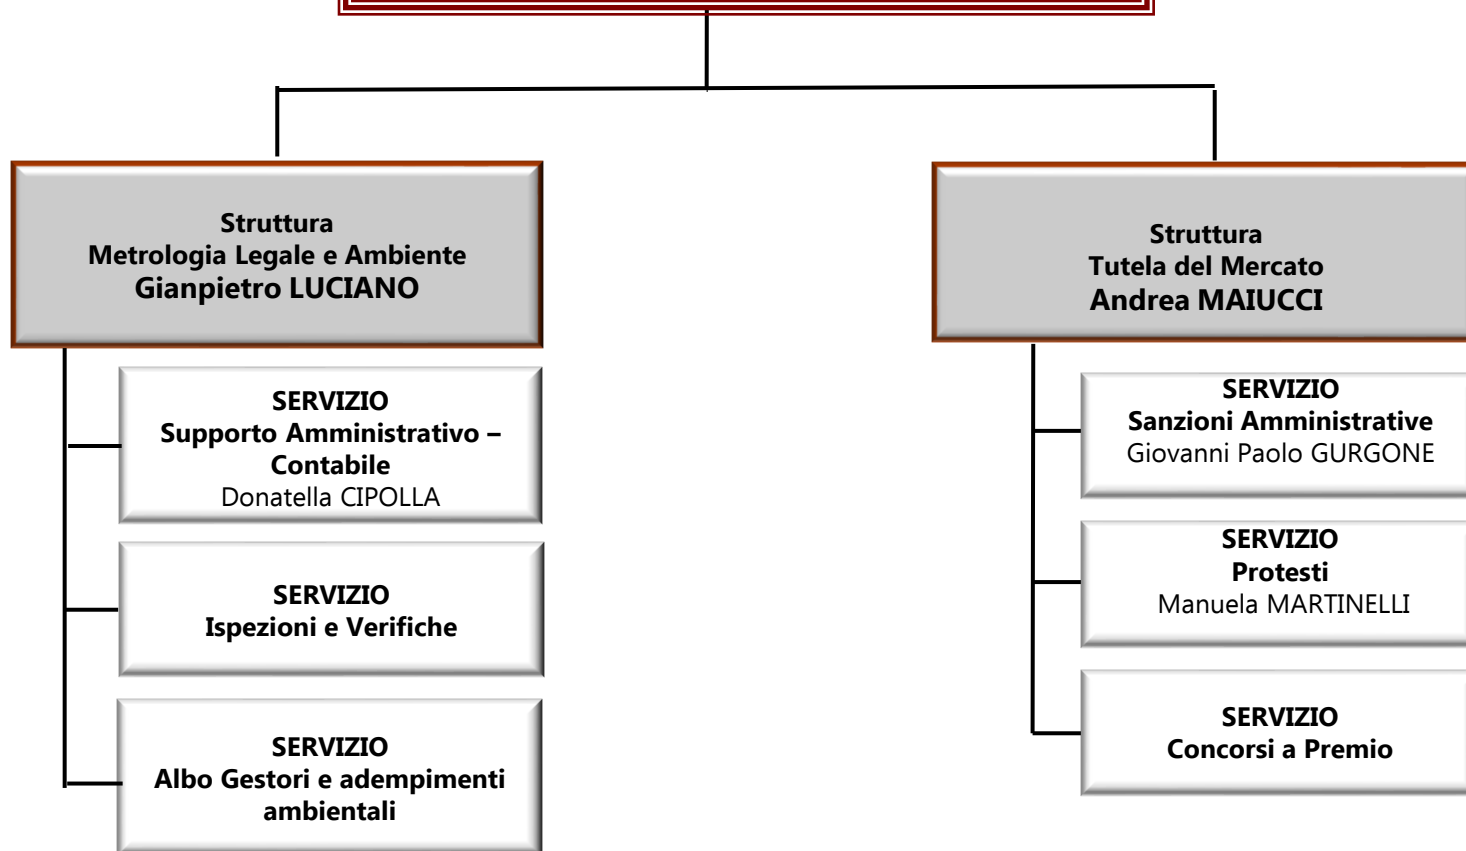 Struttura
Metrologia Legale e Ambiente
Gianpietro LUCIANO
SERVIZIO
Supporto Amministrativo –
Contabile
Donatella CIPOLLA
SERVIZIO
Ispezioni e Verifiche
SERVIZIO
Albo Gestori e adempimenti
ambientali
Struttura
Tutela del Mercato
Andrea MAIUCCI
SERVIZIO
Sanzioni Amministrative
Giovanni Paolo GURGONE
SERVIZIO
Protesti
Manuela MARTINELLI
SERVIZIO
Concorsi a Premio